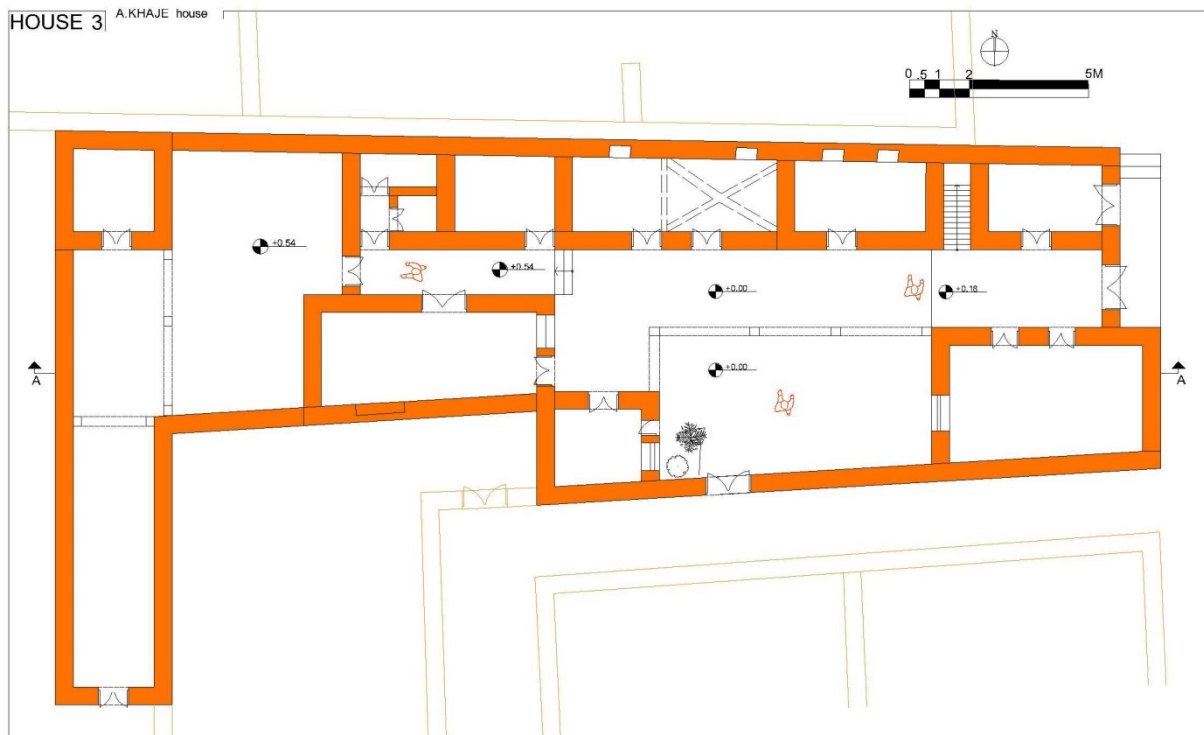 HOUSE 3
A.KHAJE house
N
0 .5 1 2 5M
+0.54
+0.54
+0.00
+0.18
A
A
+0.00